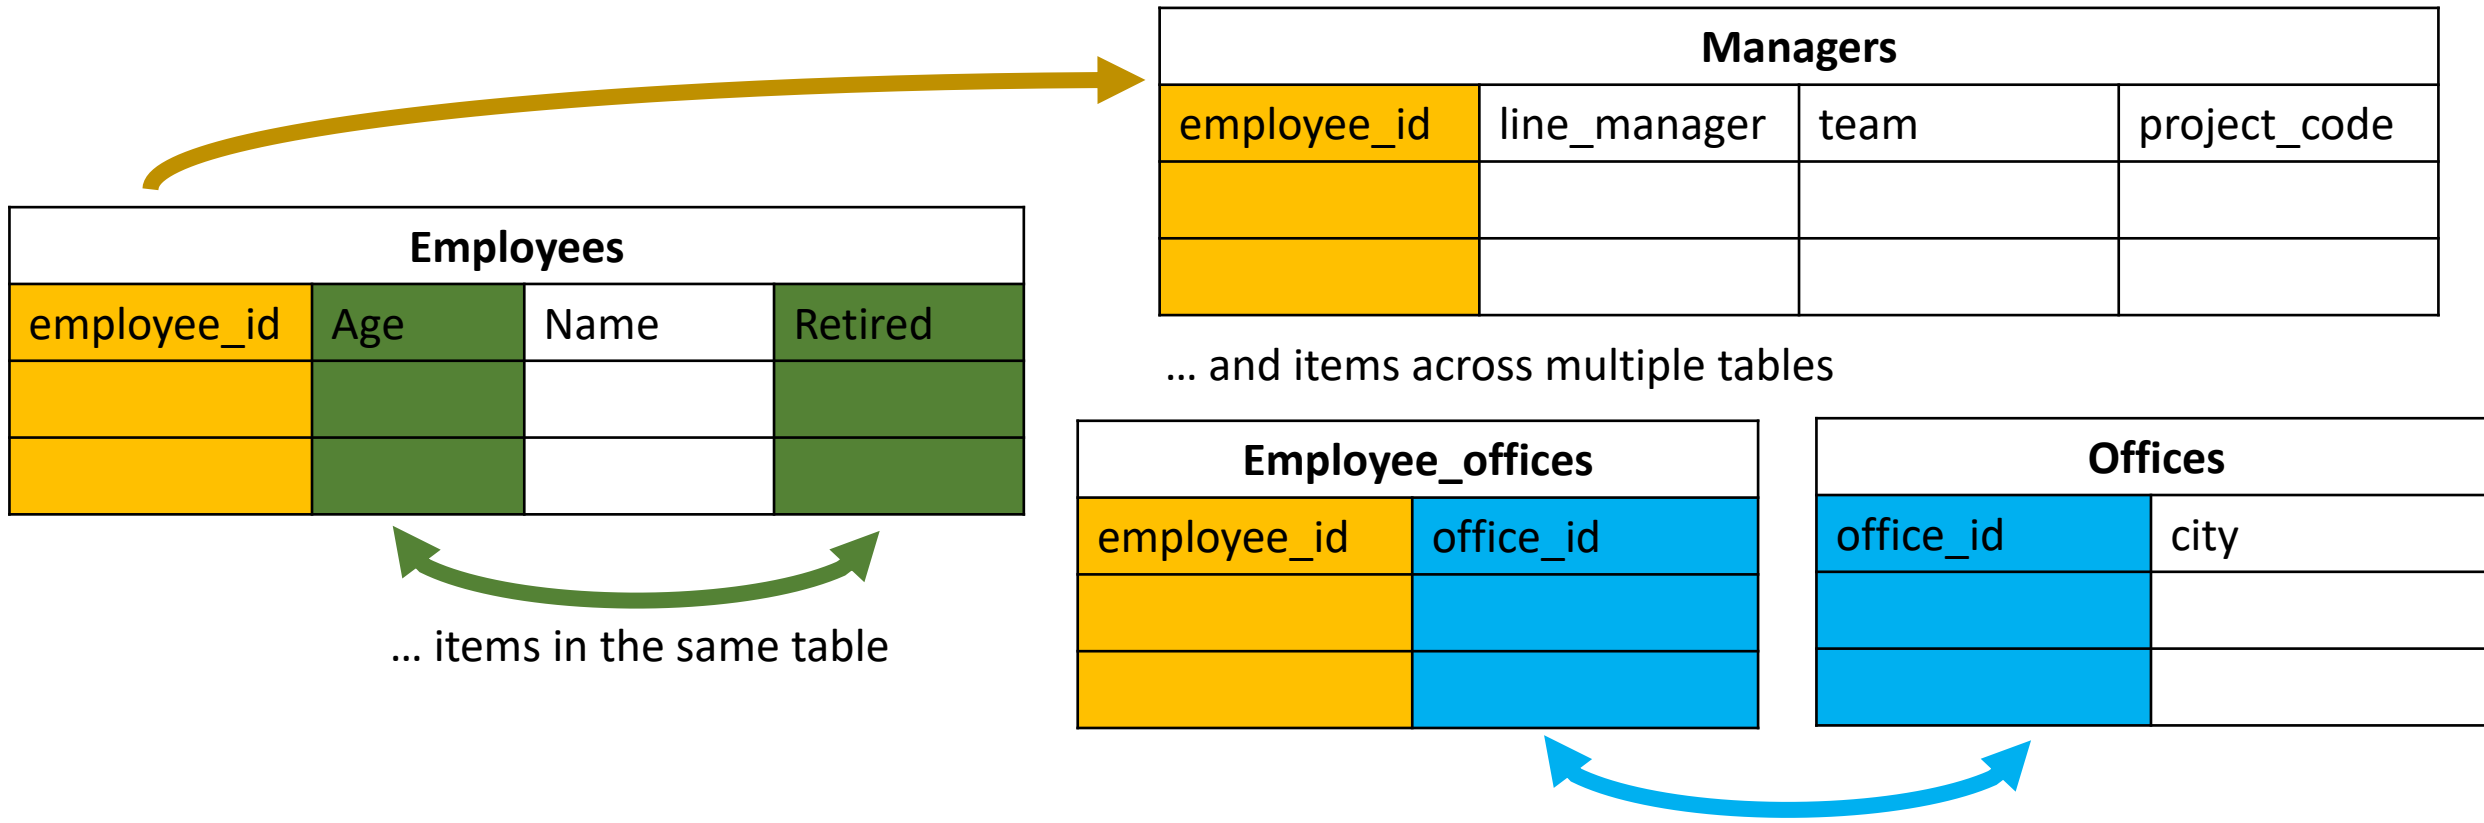 Managers
employee_id line_manager team project_code
Employees
employee_id Age Name Retired
... and items across multiple tables
Employee_offices
employee_id office_id
Offices
office_id city
... items in the same table